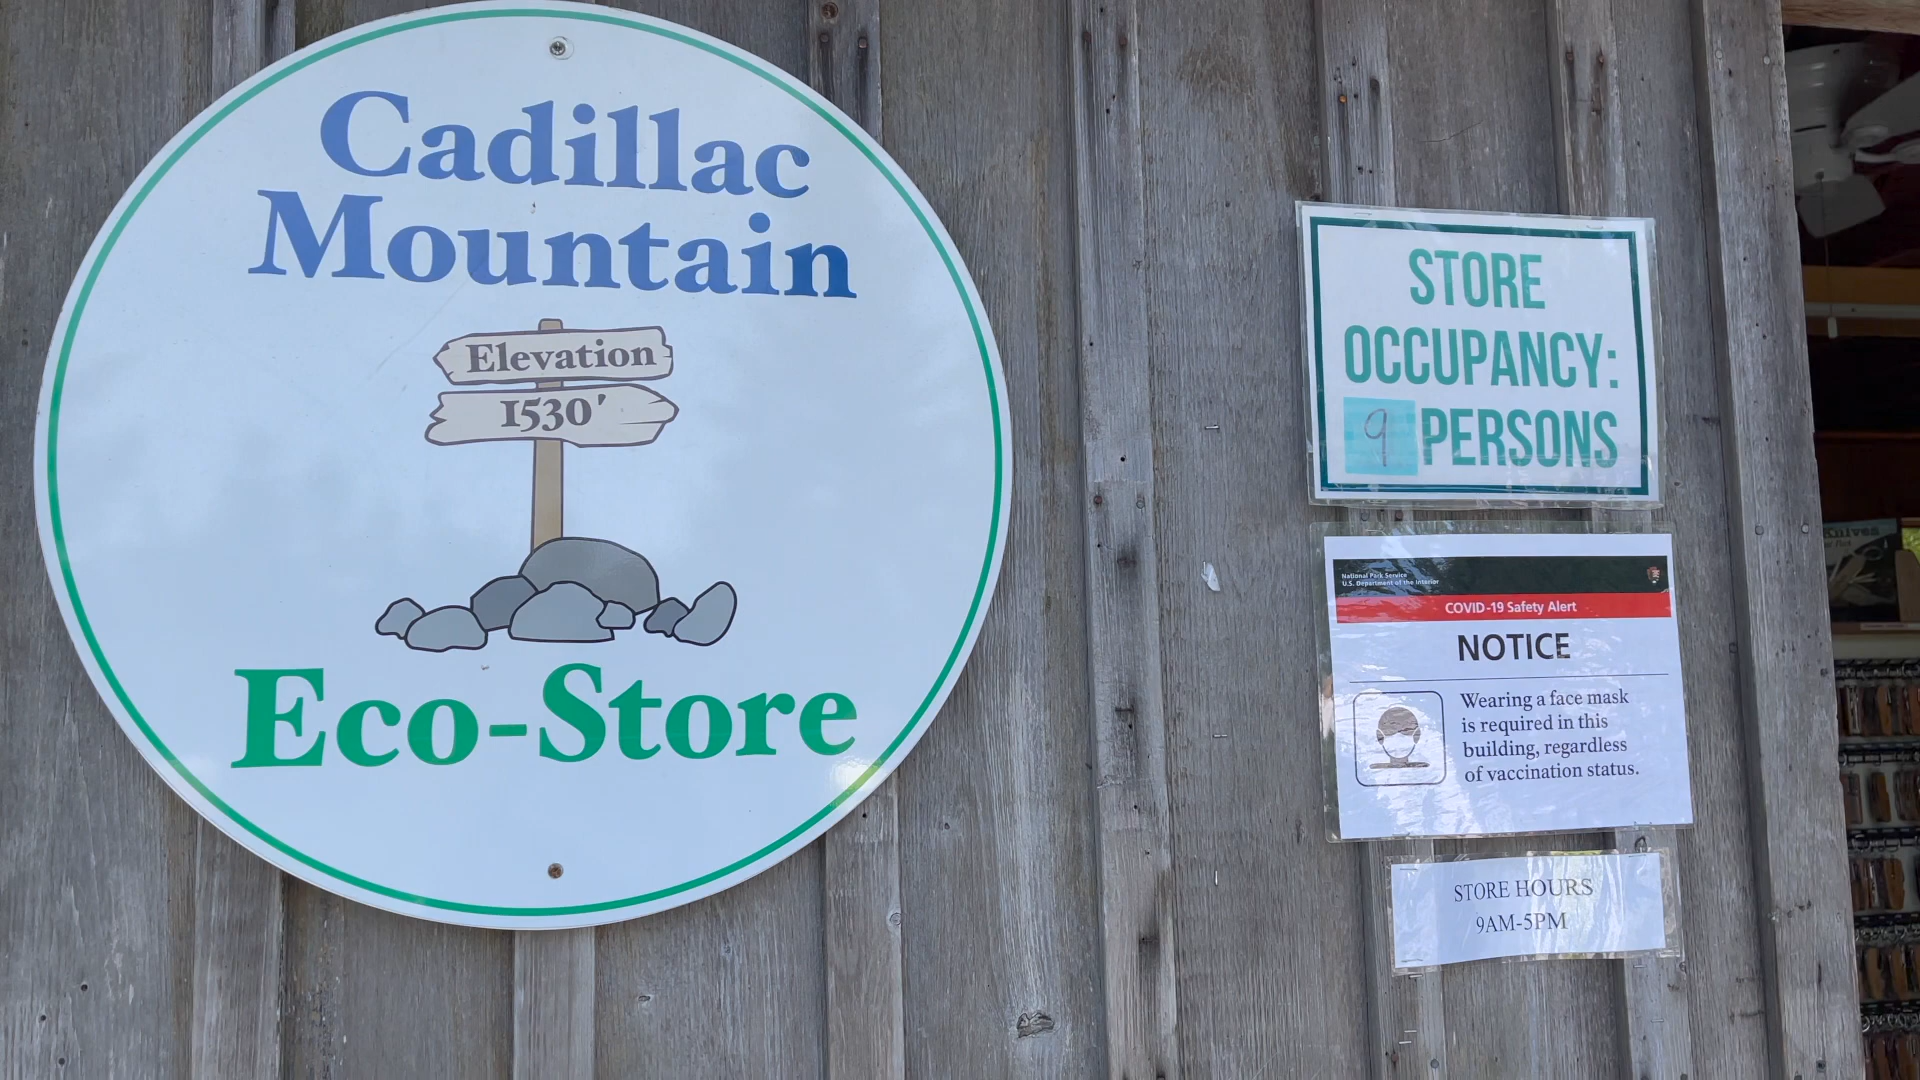 Cadillac
Mountain
Elevation
1530'
Eco-Store
STORE
OCCUPANCY:
9 PERSONS
National Park Service
U.S. Department of the Interior
COVID-19 Safety Alert
NOTICE
Wearing a face mask
is required in this
building, regardless
of vaccination status.
STORE HOURS
9AM-5PM
Knives